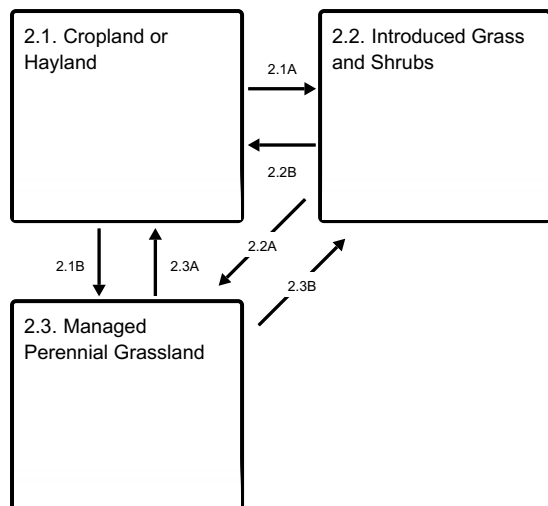 2.1. Cropland or
Hayland
2.1A
2.2. Introduced Grass
and Shrubs
2.2B
2.2A
2.1B
2.3A
2.3B
2.3. Managed
Perennial Grassland